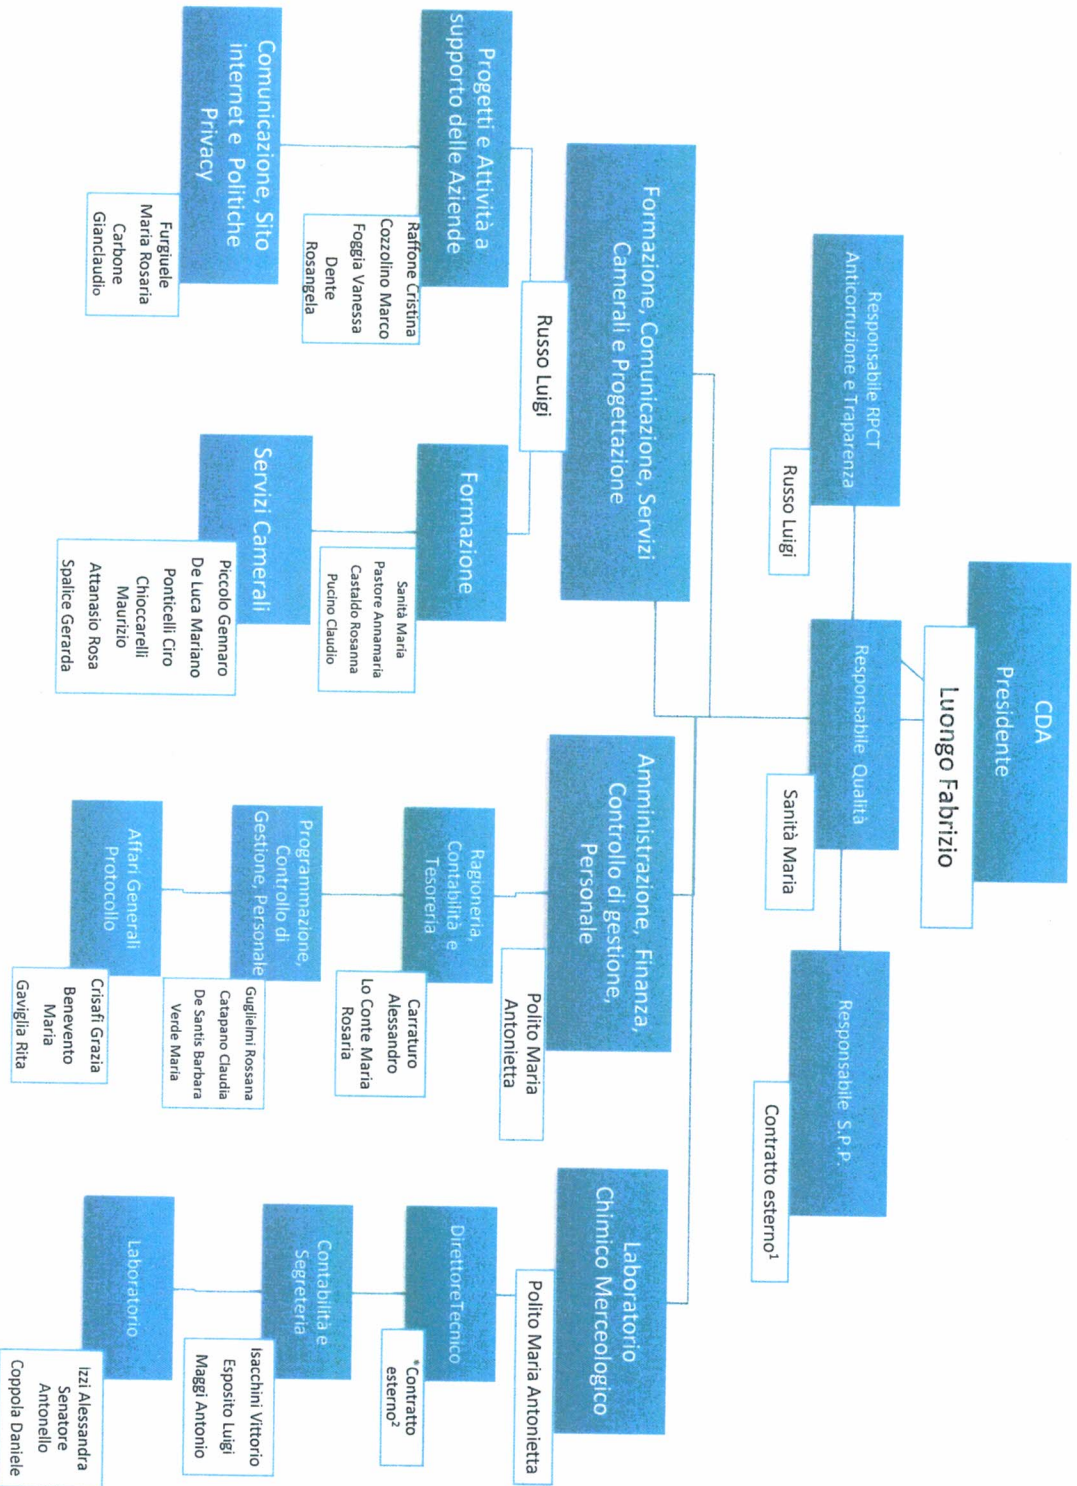 CDA
Presidente
Luongo Fabrizio
Responsabile RPCT
Anticorruzione e Traparenza
Russo Luigi
Responsabile Qualità
Sanità Maria
Responsabile S.P.P.
Contratto esterno¹
Formazione, Comunicazione, Servizi
Camerali e Progettazione
Russo Luigi
Progetti e Attività a
supporto delle Aziende
Raffone Cristina
Cozzolino Marco
Foggia Vanessa
Dente
Rosangela
Comunicazione, Sito
internet e Politiche
Privacy
Furgiuele
Maria Rosaria
Carbone
Gianclaudio
Formazione
Sanità Maria
Pastore Annamaria
Castaldo Rosanna
Pucino Claudio
Servizi Camerali
Piccolo Gennaro
De Luca Mariano
Ponticelli Ciro
Chioccarelli
Maurizio
Attanasio Rosa
Spalice Gerarda
Amministrazione, Finanza,
Controllo di gestione,
Personale
Polito Maria
Antonietta
Ragioneria,
Contabilità e
Tesoreria
Carraturo
Alessandro
Lo Conte Maria
Rosaria
Programmazione,
Controllo di
Gestione, Personale
Guglielmi Rossana
Catapano Claudia
De Santis Barbara
Verde Maria
Affari Generali
Protocollo
Crisafi Grazia
Benevento
Maria
Gaviglia Rita
Laboratorio
Chimico Merceologico
Polito Maria Antonietta
DirettoreTecnico
*Contratto
esterno²
Contabilità e
Segreteria
Isacchini Vittorio
Esposito Luigi
Maggi Antonio
Laboratorio
Izzi Alessandra
Senatore
Antonello
Coppola Daniele